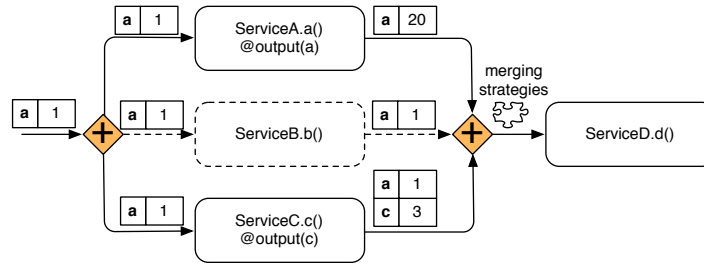 a 1
ServiceA.a()
@output(a)
a 20
merging
strategies
a 1
a 1
ServiceB.b()
a 1
ServiceD.d()
a 1
ServiceC.c()
@output(c)
a 1
c 3